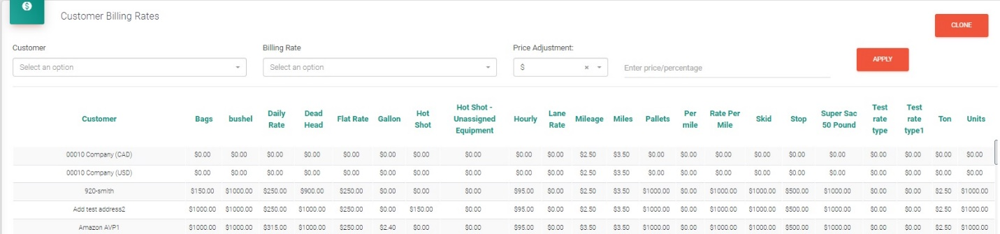 Customer Billing Rates
CLONE
Customer Billing Rate Price Adjustment:
Select an option Select an option $ × Enter price/percentage APPLY
Customer Bags bushel Daily Rate Dead Head Flat Rate Gallon Hot Shot Hot Shot - Unassigned Equipment Hourly Lane Rate Mileage Miles Pallets Per mile Rate Per Mile Skid Stop Super Sac 50 Pound Test rate type Test rate type1 Ton Units
00010 Company (CAD) $0.00 $0.00 $0.00 $0.00 $0.00 $0.00 $0.00 $0.00 $0.00 $0.00 $2.50 $3.50 $0.00 $0.00 $0.00 $0.00 $0.00 $0.00 $0.00 $0.00 $0.00 $0.00
00010 Company (USD) $0.00 $0.00 $0.00 $0.00 $0.00 $0.00 $0.00 $0.00 $0.00 $0.00 $2.50 $3.50 $0.00 $0.00 $0.00 $0.00 $0.00 $0.00 $0.00 $0.00 $0.00 $0.00
920-smith $150.00 $1000.00 $250.00 $900.00 $250.00 $0.00 $0.00 $0.00 $95.00 $0.00 $2.50 $3.50 $1000.00 $0.00 $1000.00 $1000.00 $500.00 $1000.00 $0.00 $0.00 $2.50 $1000.00
Add test address2 $1000.00 $1000.00 $250.00 $1000.00 $250.00 $0.00 $150.00 $0.00 $95.00 $0.00 $2.50 $3.50 $1000.00 $0.00 $1000.00 $1000.00 $500.00 $1000.00 $0.00 $0.00 $2.50 $1000.00
Amazon AVP1 $1000.00 $1000.00 $315.00 $1000.00 $250.00 $2.40 $0.00 $0.00 $95.00 $0.00 $3.50 $3.50 $1000.00 $0.00 $1000.00 $1000.00 $500.00 $1000.00 $0.00 $0.00 $2.50 $1000.00